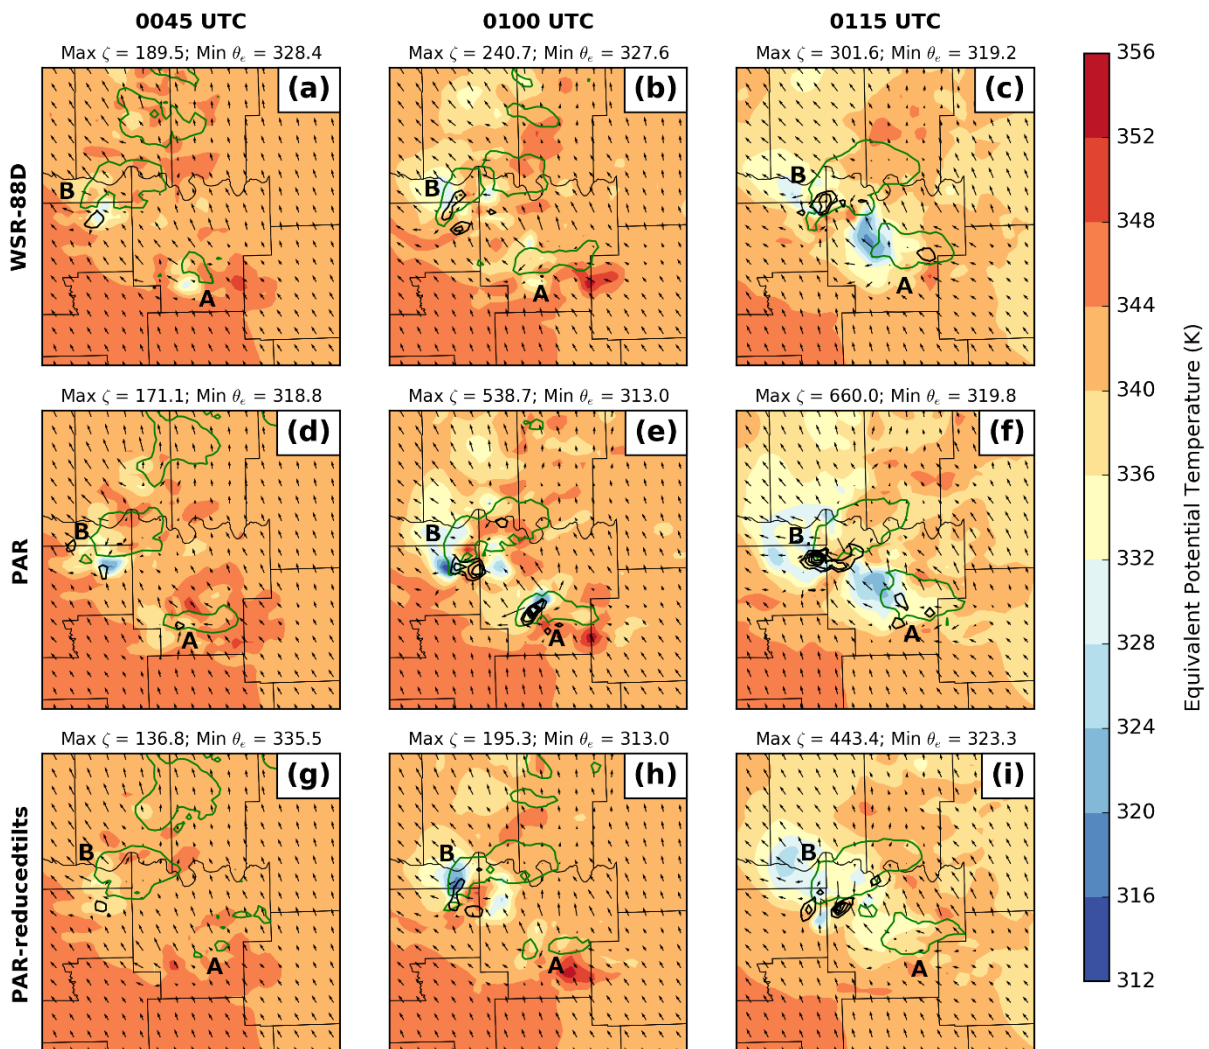 0045 UTC 0100 UTC 0115 UTC
Max ζ = 189.5; Min θe = 328.4 Max ζ = 240.7; Min θe = 327.6 Max ζ = 301.6; Min θe = 319.2
WSR-88D
(a) (b) (c)
B B B
A A A
Max ζ = 171.1; Min θe = 318.8 Max ζ = 538.7; Min θe = 313.0 Max ζ = 660.0; Min θe = 319.8
PAR
(d) (e) (f)
B B B
A A A
Max ζ = 136.8; Min θe = 335.5 Max ζ = 195.3; Min θe = 313.0 Max ζ = 443.4; Min θe = 323.3
PAR-reducedtilts
(g) (h) (i)
B B B
A A A
356
352
348
344
340
336
332
328
324
320
316
312
Equivalent Potential Temperature (K)